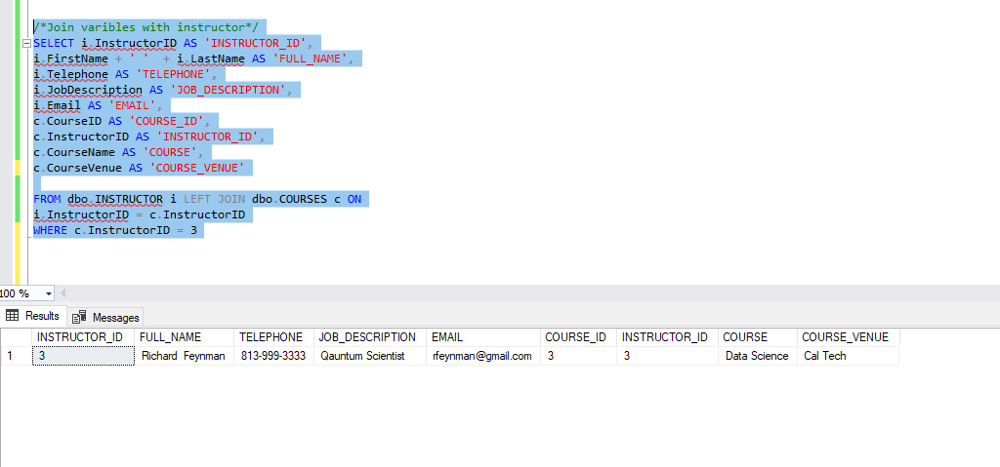 /*Join varibles with instructor*/
SELECT i.InstructorID AS 'INSTRUCTOR_ID',
i.FirstName + ' '  + i.LastName AS 'FULL_NAME',
i.Telephone AS 'TELEPHONE',
i.JobDescription AS 'JOB_DESCRIPTION',
i.Email AS 'EMAIL',
c.CourseID AS 'COURSE_ID',
c.InstructorID AS 'INSTRUCTOR_ID',
c.CourseName AS 'COURSE',
c.CourseVenue AS 'COURSE_VENUE'
FROM dbo.INSTRUCTOR i LEFT JOIN dbo.COURSES c ON
i.InstructorID = c.InstructorID
WHERE c.InstructorID = 3
100 %
Results Messages
INSTRUCTOR_ID FULL_NAME TELEPHONE JOB_DESCRIPTION EMAIL COURSE_ID INSTRUCTOR_ID COURSE COURSE_VENUE
1 3 Richard Feynman 813-999-3333 Qauntum Scientist rfeynman@gmail.com 3 3 Data Science Cal Tech